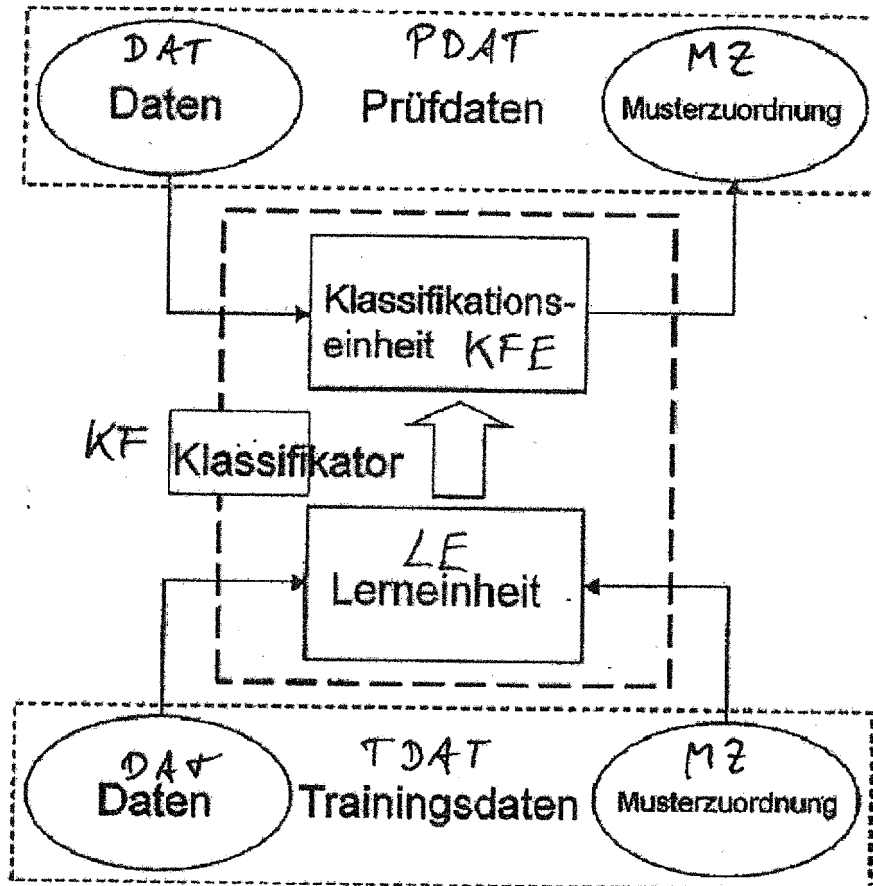 DAT
Daten
PDAT
Prüfdaten
MZ
Musterzuordnung
Klassifikations-
einheit KFE
KF Klassifikator
LE
Lerneinheit
DAT
Daten
TDAT
Trainingsdaten
MZ
Musterzuordnung